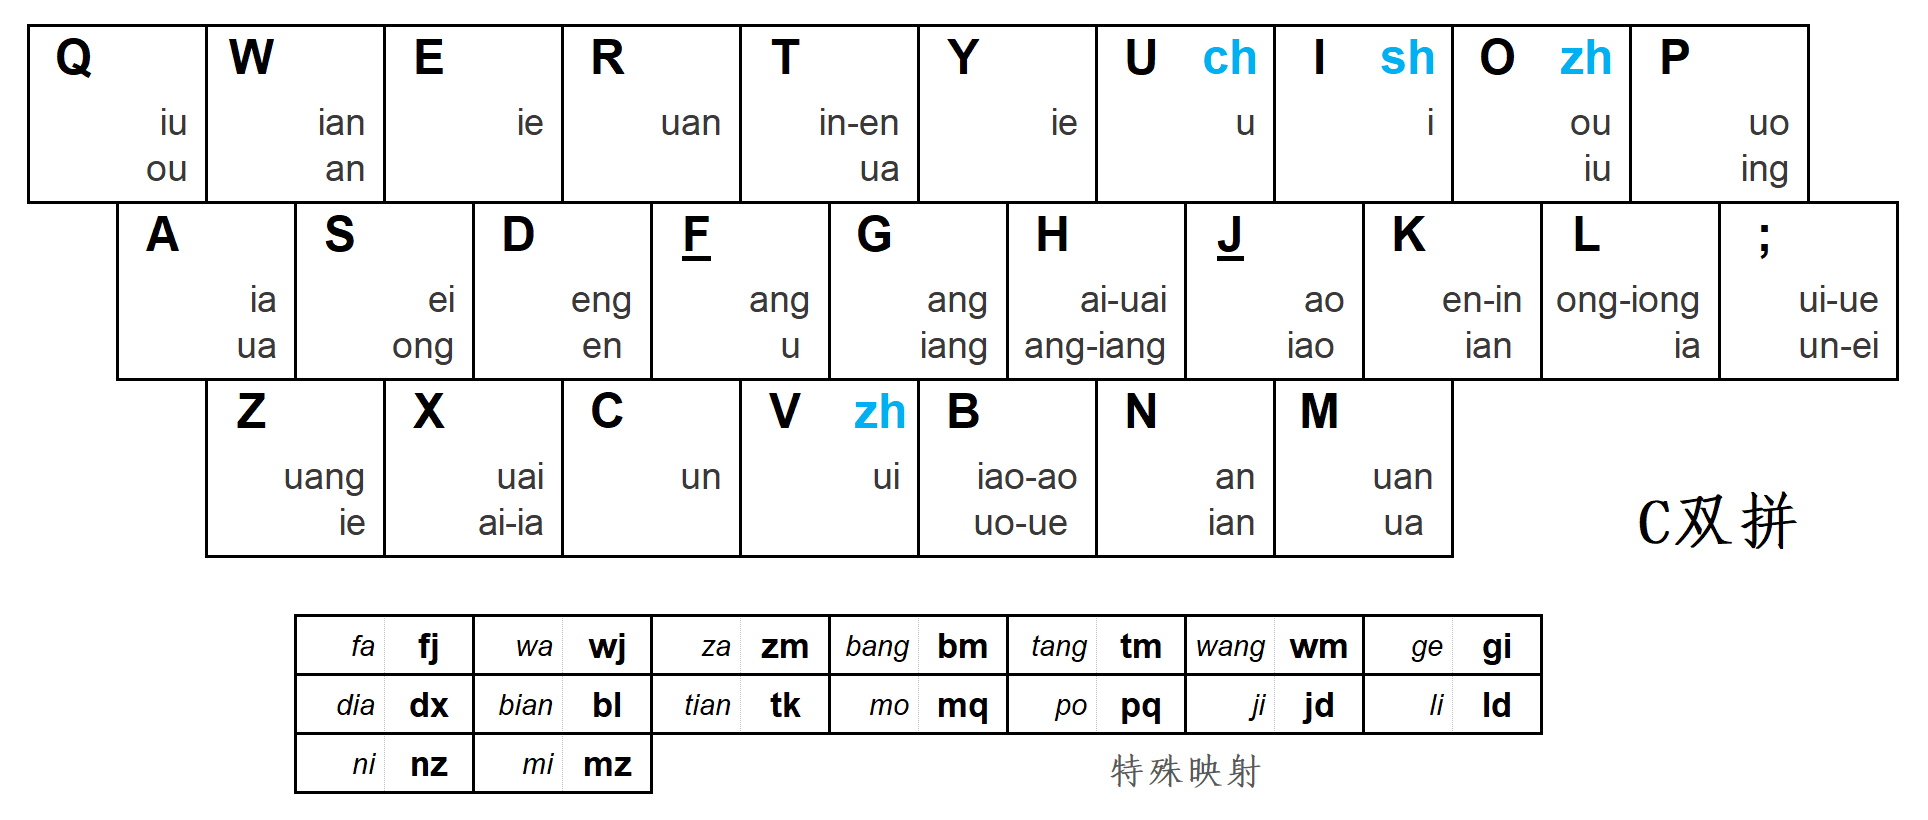 Q W E R T Y U ch I sh O zh P
iu ian ie uan in-en ie u i ou uo
ou an ua iu ing
A S D F G H J K L ;
ia ei eng ang ang ai-uai ao en-in ong-iong ui-ue
ua ong en u iang ang-iang iao ian ia un-ei
Z X C V zh B N M
uang uai un ui iao-ao an uan
ie ai-ia uo-ue ian ua
C双拼
fa fj wa wj za zm bang bm tang tm wang wm ge gi
dia dx bian bl tian tk mo mq po pq ji jd li ld
ni nz mi mz
特殊映射